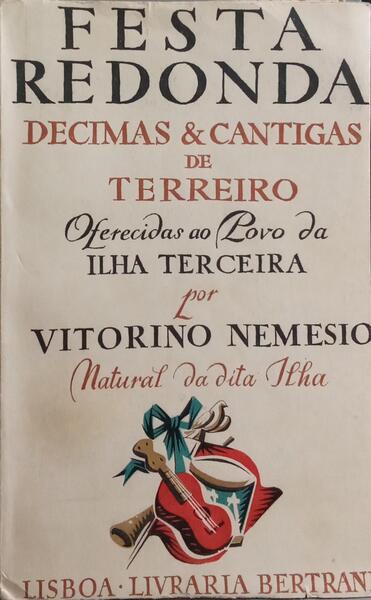 FESTA
REDONDA
DECIMAS & CANTIGAS
DE
TERREIRO
Oferecidas ao Povo da
ILHA TERCEIRA
por
VITORINO NEMESIO
Natural da dita Ilha
LISBOA · LIVRARIA BERTRAND